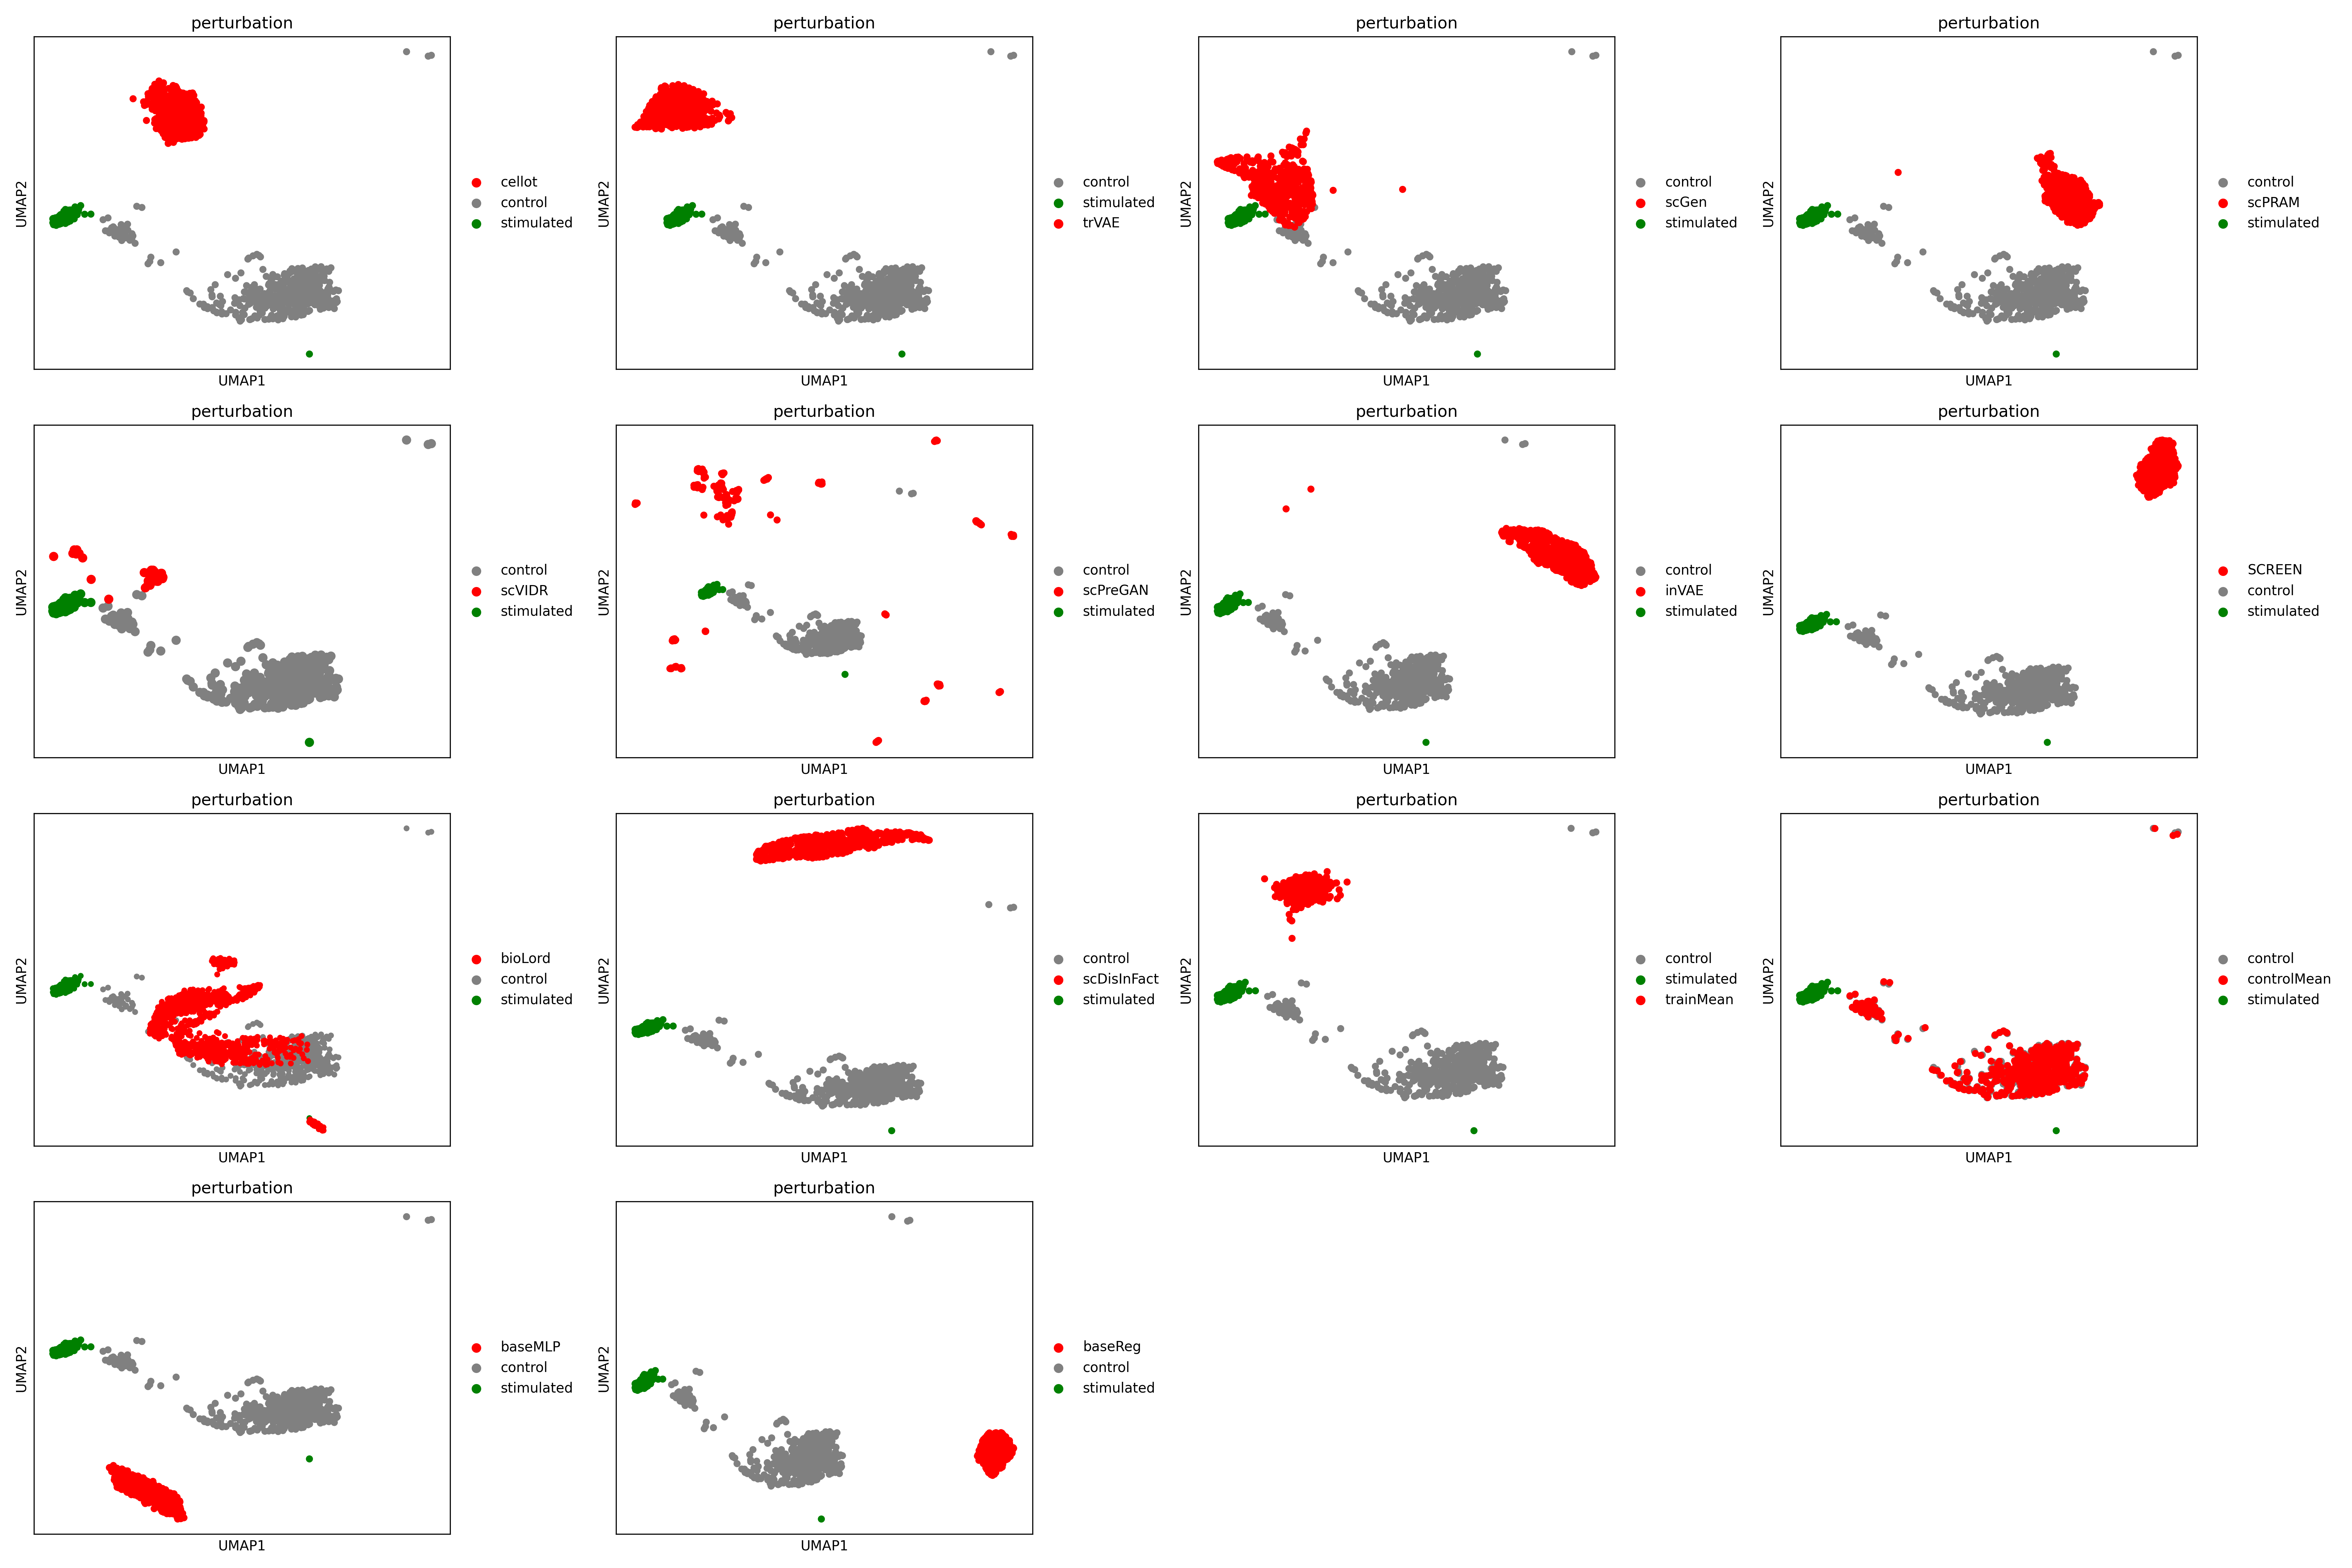 perturbation
UMAP2
cellot
control
stimulated
UMAP1
perturbation
UMAP2
control
stimulated
trVAE
UMAP1
perturbation
UMAP2
control
scGen
stimulated
UMAP1
perturbation
UMAP2
control
scPRAM
stimulated
UMAP1
perturbation
UMAP2
control
scVIDR
stimulated
UMAP1
perturbation
UMAP2
control
scPreGAN
stimulated
UMAP1
perturbation
UMAP2
control
inVAE
stimulated
UMAP1
perturbation
UMAP2
SCREEN
control
stimulated
UMAP1
perturbation
UMAP2
bioLord
control
stimulated
UMAP1
perturbation
UMAP2
control
scDisInFact
stimulated
UMAP1
perturbation
UMAP2
control
stimulated
trainMean
UMAP1
perturbation
UMAP2
control
controlMean
stimulated
UMAP1
perturbation
UMAP2
baseMLP
control
stimulated
UMAP1
perturbation
UMAP2
baseReg
control
stimulated
UMAP1